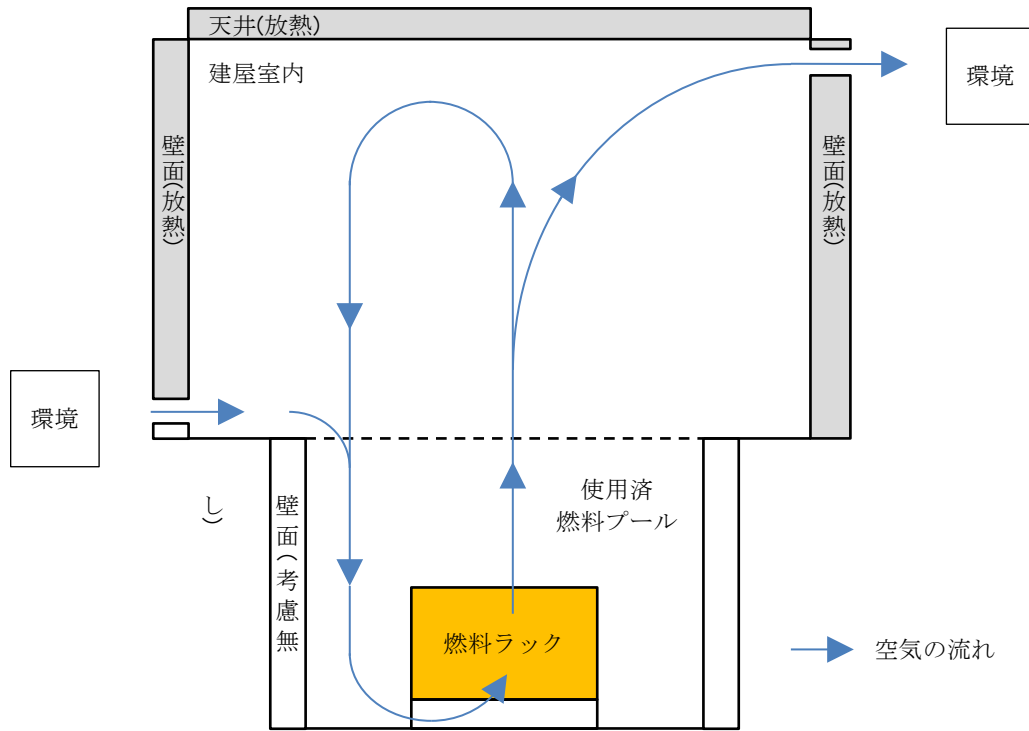 天井(放熱)
建屋室内
環境
壁面(放熱)
壁面(放熱)
環境
使用済
燃料プール
壁面(考慮無
し)
燃料ラック
空気の流れ